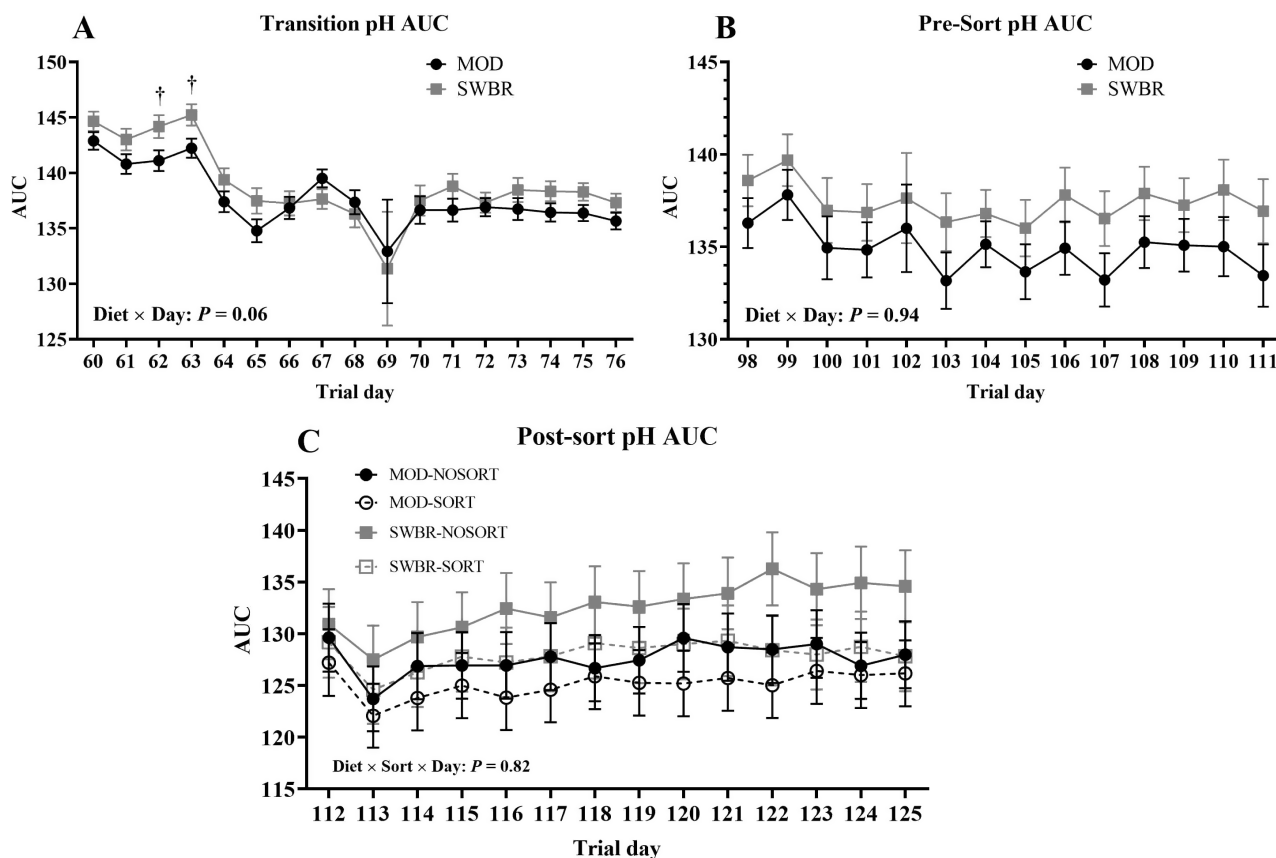 A
Transition pH AUC
MOD
SWBR
† †
AUC
150
145
140
135
130
125
Diet × Day: P = 0.06
60 61 62 63 64 65 66 67 68 69 70 71 72 73 74 75 76
Trial day
B
Pre-Sort pH AUC
MOD
SWBR
AUC
145
140
135
130
Diet × Day: P = 0.94
98 99 100 101 102 103 104 105 106 107 108 109 110 111
Trial day
C
Post-sort pH AUC
MOD-NOSORT
MOD-SORT
SWBR-NOSORT
SWBR-SORT
AUC
145
140
135
130
125
120
115
Diet × Sort × Day: P = 0.82
112 113 114 115 116 117 118 119 120 121 122 123 124 125
Trial day